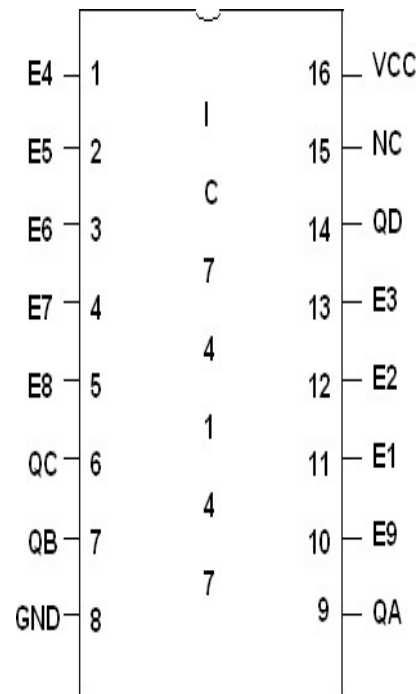 E4 1 16 VCC
I
E5 2 15 NC
C
E6 3 14 QD
7
E7 4 13 E3
4
E8 5 12 E2
1
QC 6 11 E1
4
QB 7 10 E9
7
GND 8 9 QA